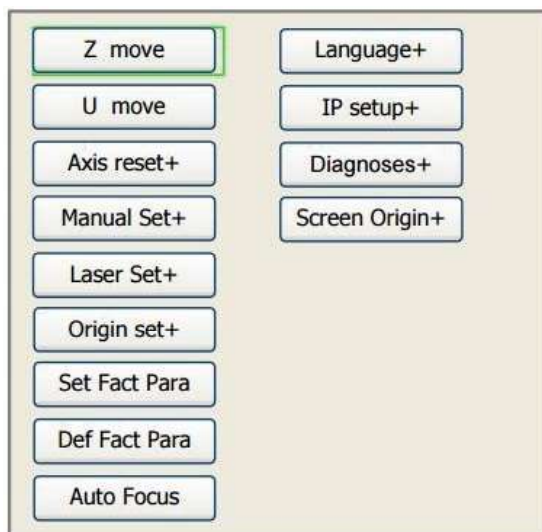 Z move
U move
Axis reset+
Manual Set+
Laser Set+
Origin set+
Set Fact Para
Def Fact Para
Auto Focus
Language+
IP setup+
Diagnoses+
Screen Origin+